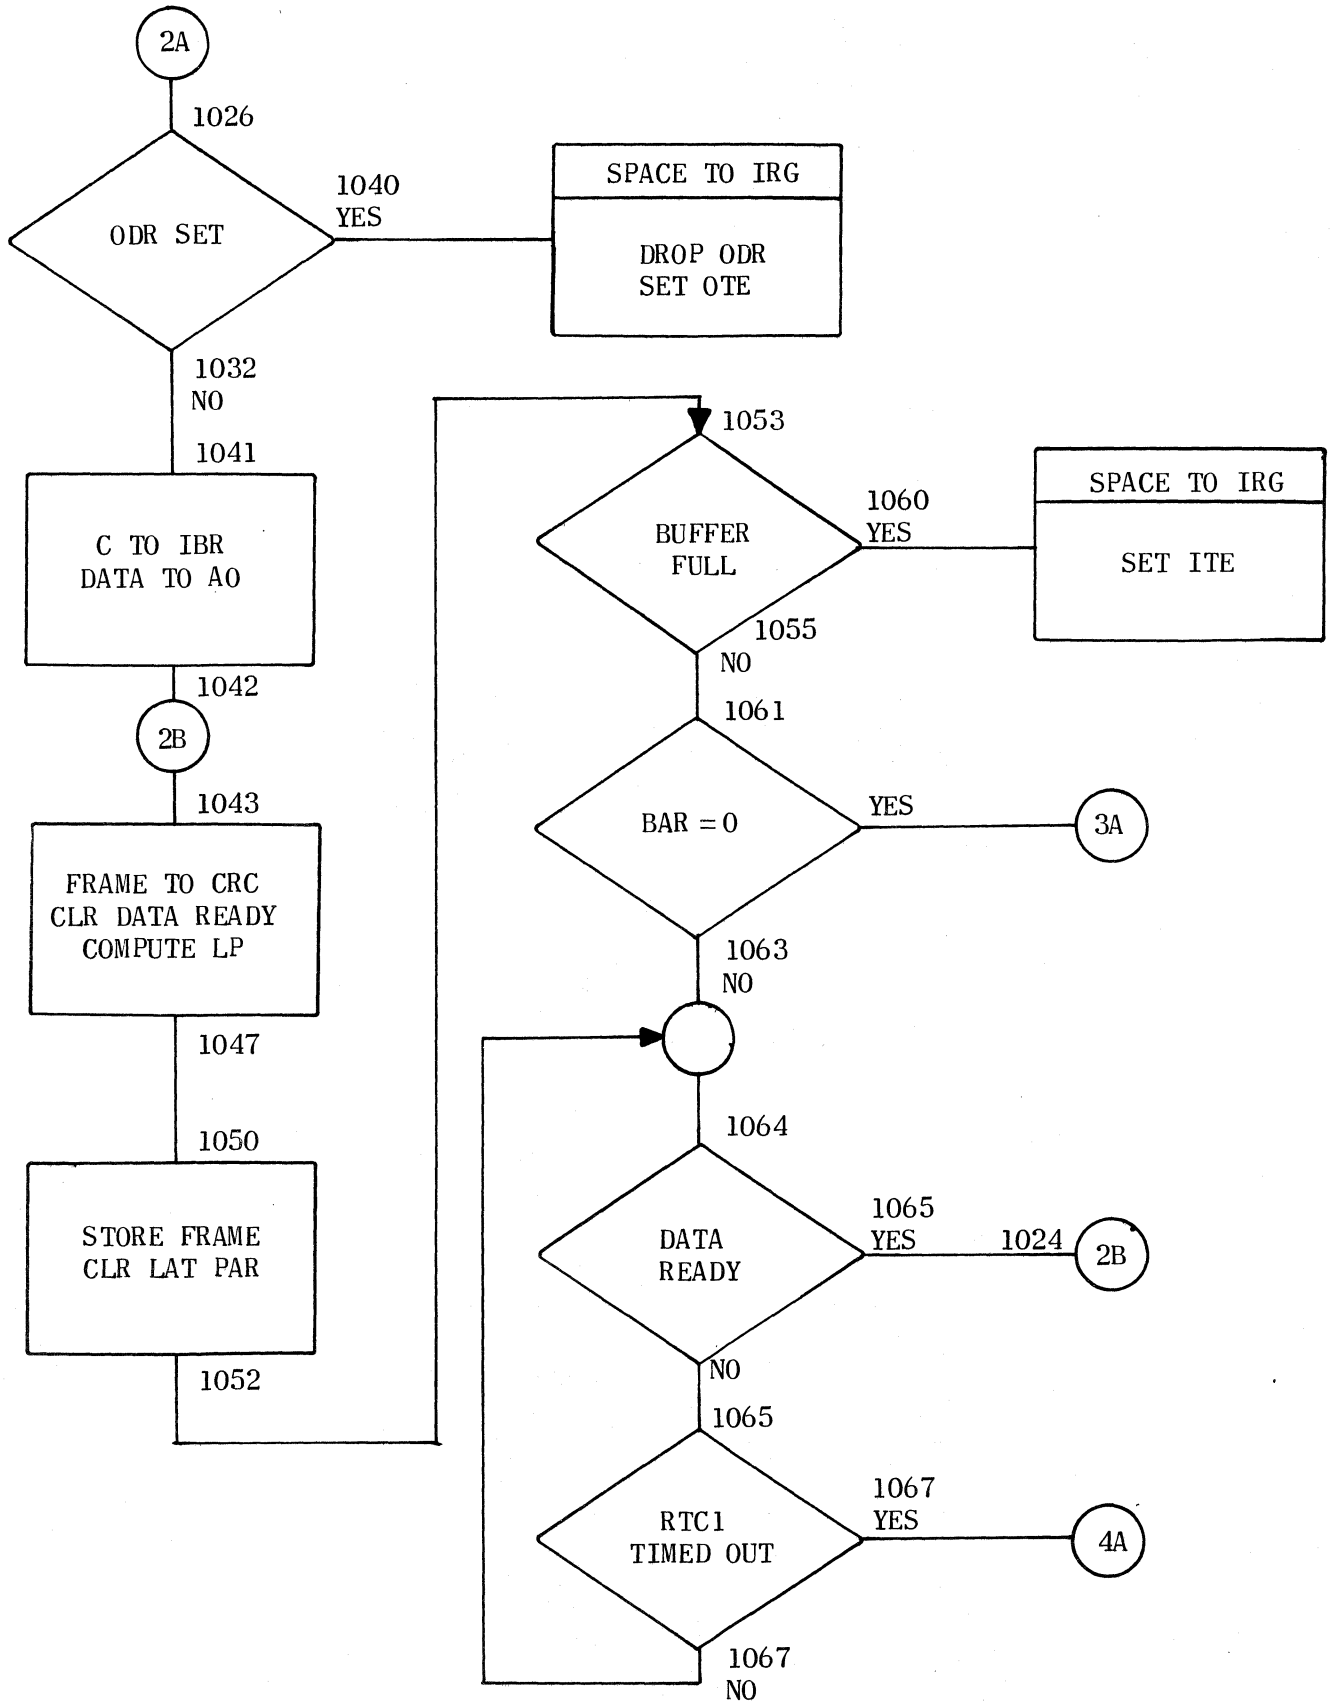 2A
1026
ODR SET
1040
YES
SPACE TO IRG
DROP ODR
SET OTE
1032
NO
1041
C TO IBR
DATA TO AO
1042
2B
1043
FRAME TO CRC
CLR DATA READY
COMPUTE LP
1047
1050
STORE FRAME
CLR LAT PAR
1052
1053
BUFFER
FULL
1060
YES
SPACE TO IRG
SET ITE
1055
NO
1061
BAR = 0
YES
3A
1063
NO
1064
DATA
READY
1065
YES
1024
2B
NO
1065
RTC1
TIMED OUT
1067
YES
4A
1067
NO